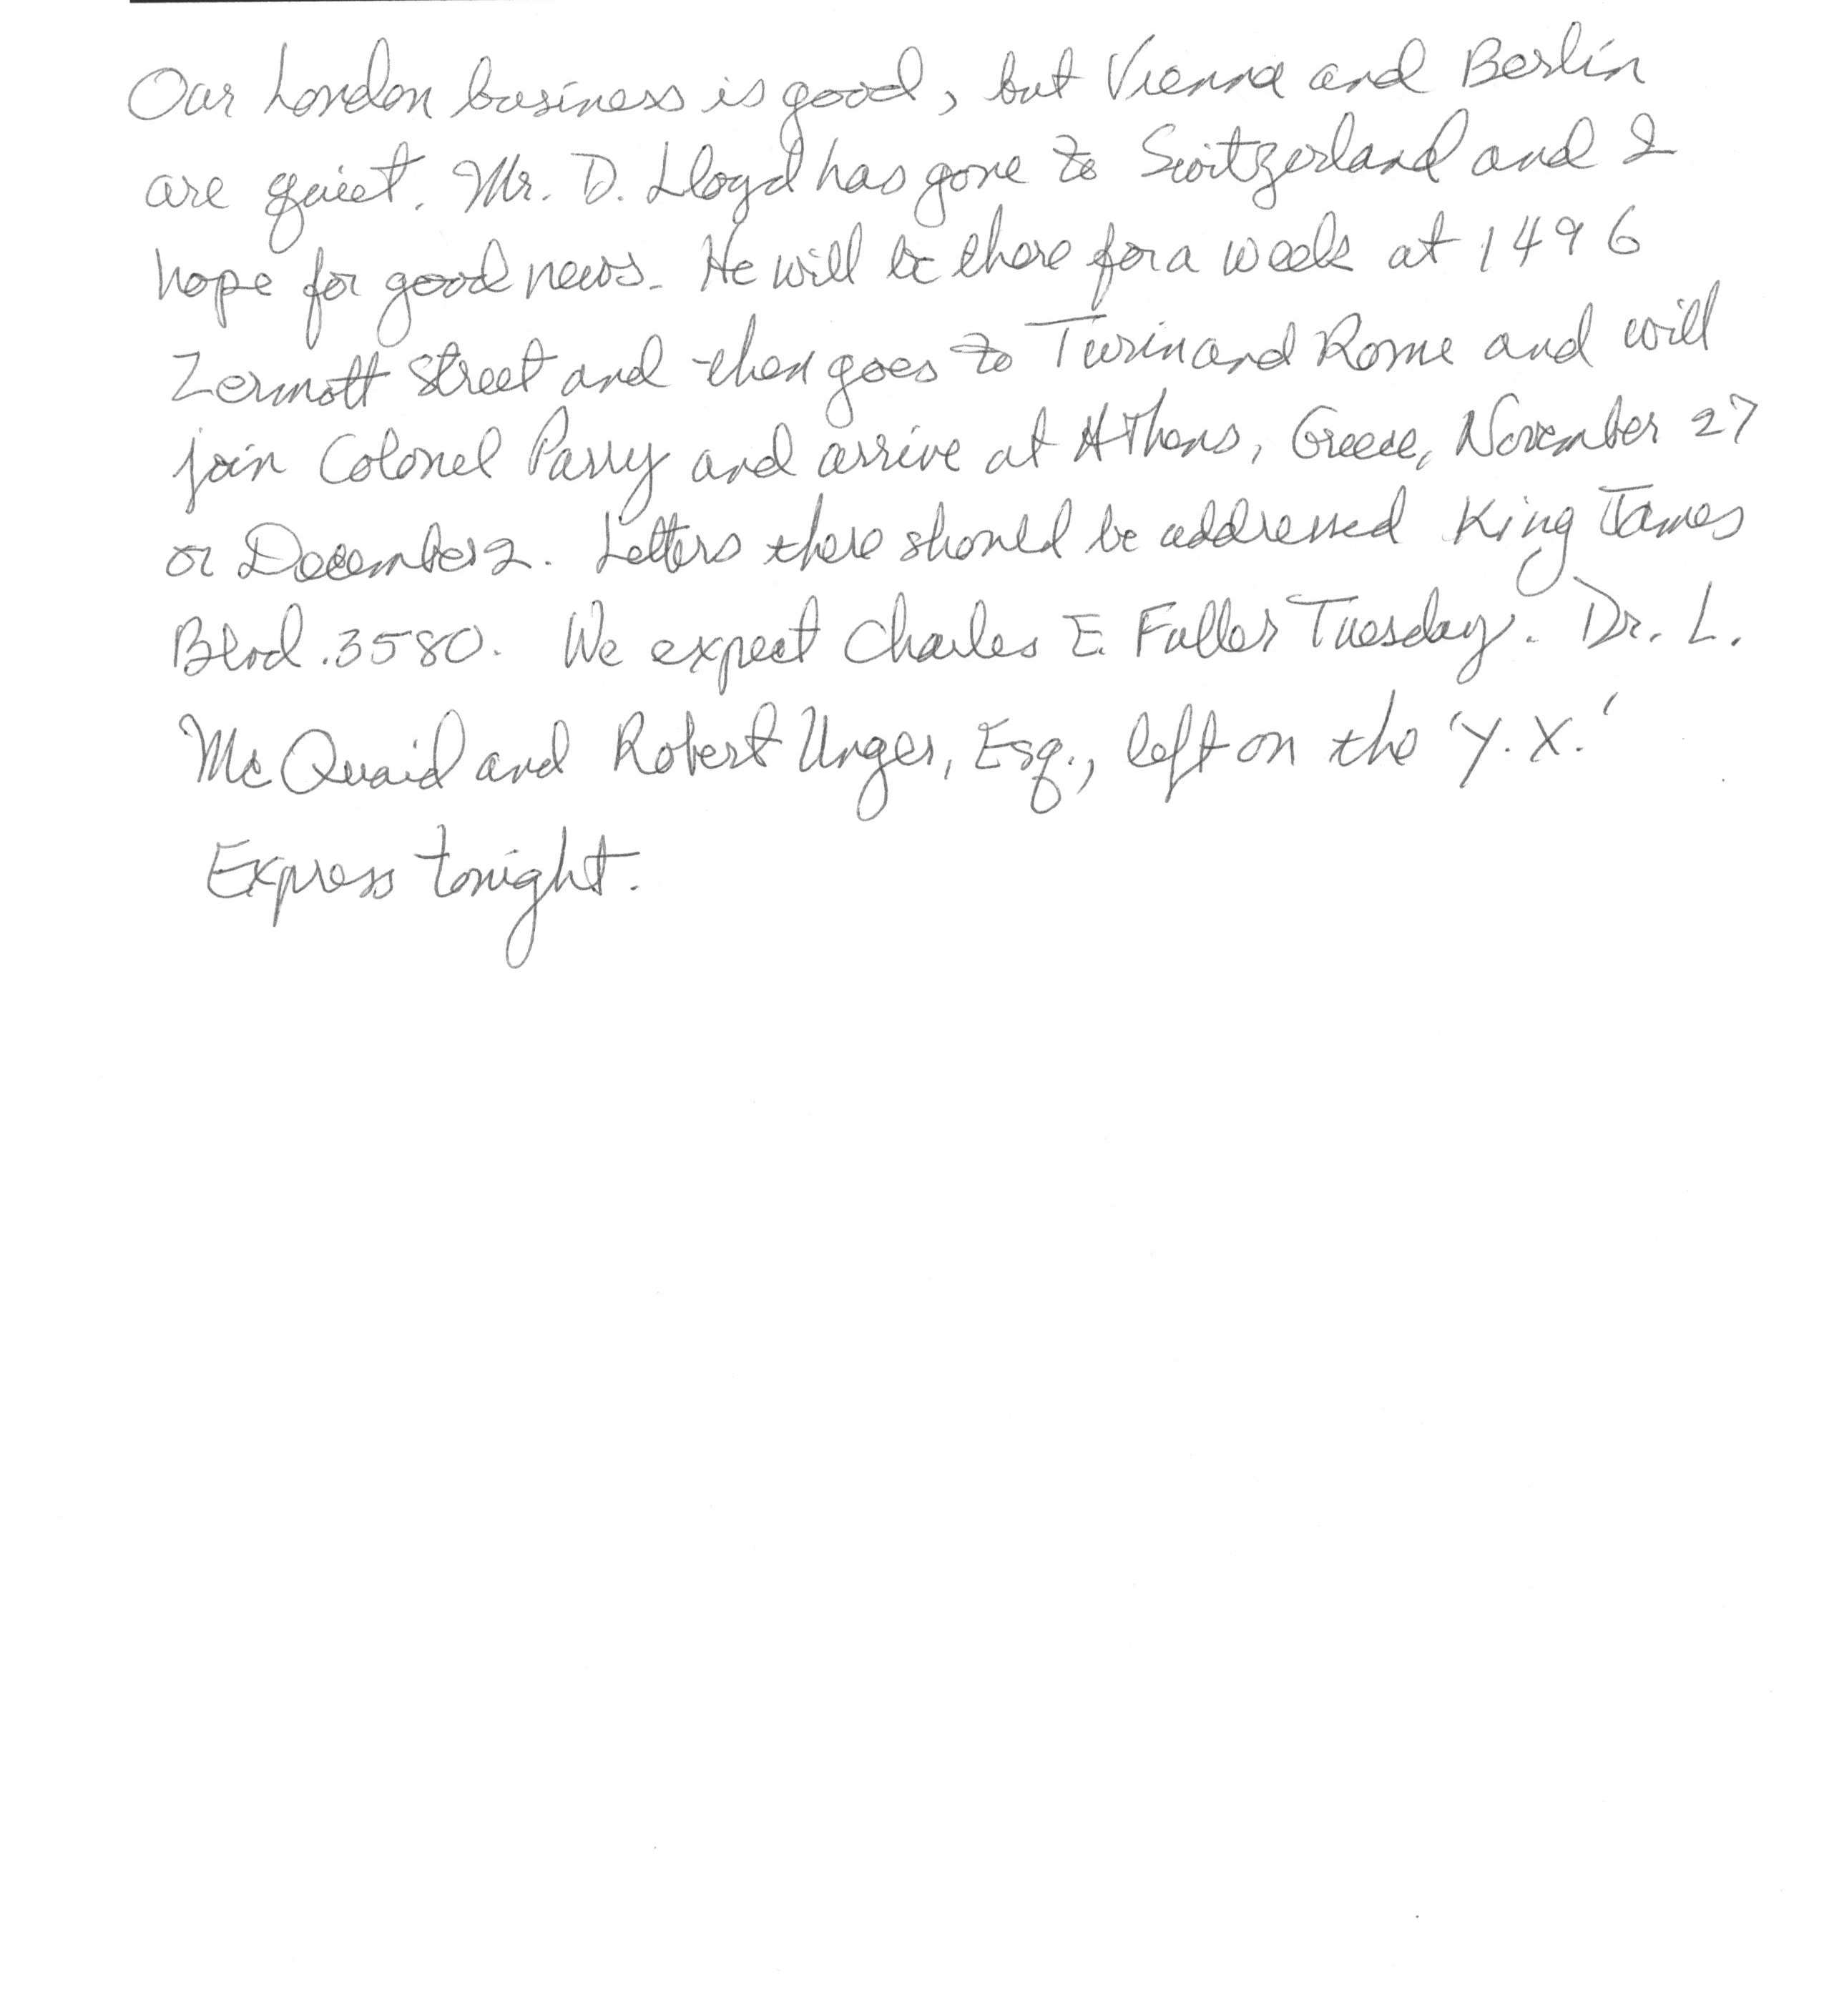 Our London business is good, but Vienna and Berlin
are quiet. Mr. D. Lloyd has gone to Switzerland and I
hope for good news. He will be there for a week at 1496
Zermott Street and then goes to Turin and Rome and will
join Colonel Parry and arrive at Athens, Greece, November 27
or December 2. Letters there should be addressed King James
Blvd. 3580. We expect Charles E. Fuller Tuesday. Dr. L.
McQuaid and Robert Unger, Esq., left on the 'Y.X.'
Express tonight.